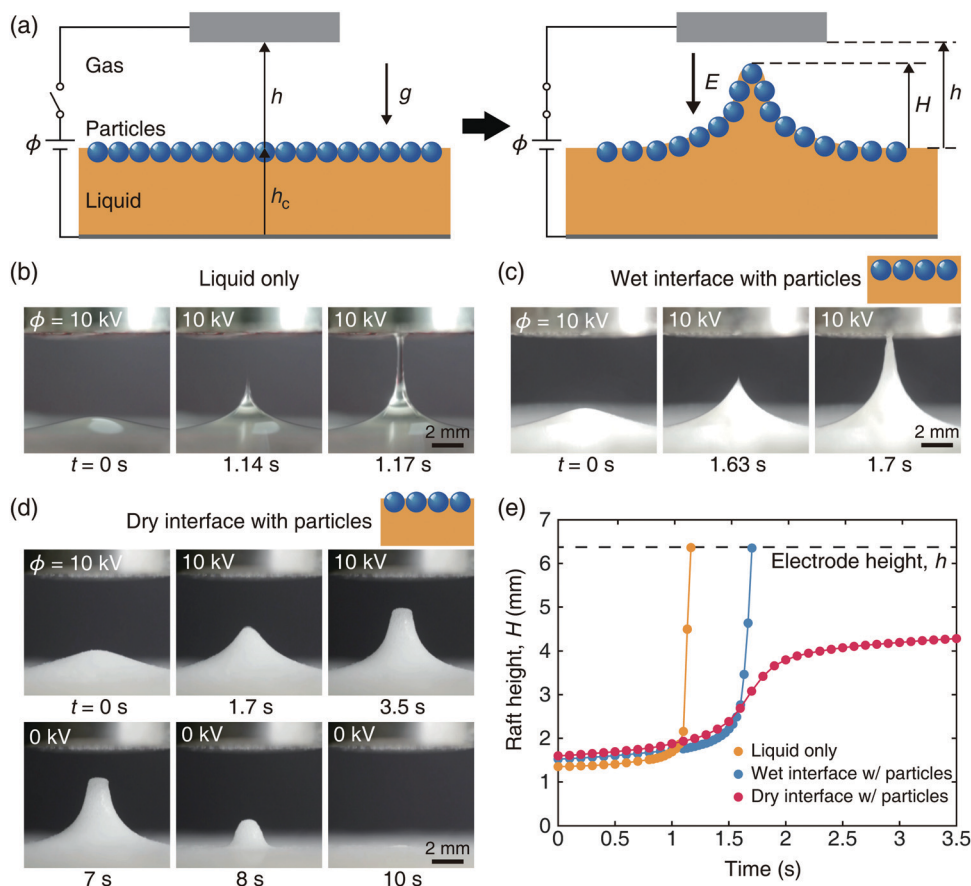 (a)
Gas
Particles
Liquid
ϕ
h
h_c
g
ϕ
E
H
h
(b)
Liquid only
ϕ = 10 kV
10 kV
10 kV
2 mm
t = 0 s
1.14 s
1.17 s
(c)
Wet interface with particles
ϕ = 10 kV
10 kV
10 kV
2 mm
t = 0 s
1.63 s
1.7 s
(d)
Dry interface with particles
ϕ = 10 kV
10 kV
10 kV
t = 0 s
1.7 s
3.5 s
0 kV
0 kV
0 kV
2 mm
7 s
8 s
10 s
(e)
Raft height, H (mm)
7
6
5
4
3
2
1
0
Electrode height, h
Liquid only
Wet interface w/ particles
Dry interface w/ particles
0
0.5
1
1.5
2
2.5
3
3.5
Time (s)